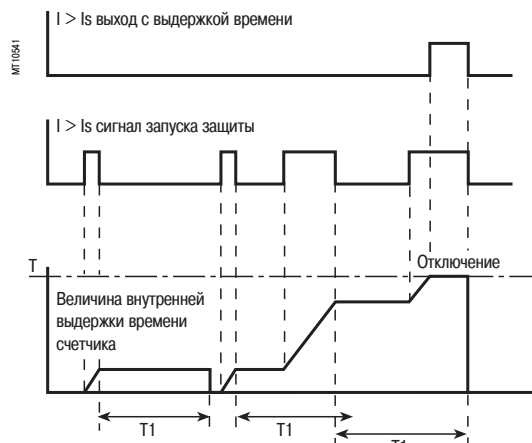 MT10541
I > Is выход с выдержкой времени
I > Is сигнал запуска защиты
T
Отключение
Величина внутренней
выдержки времени
счетчика
T1
T1
T1